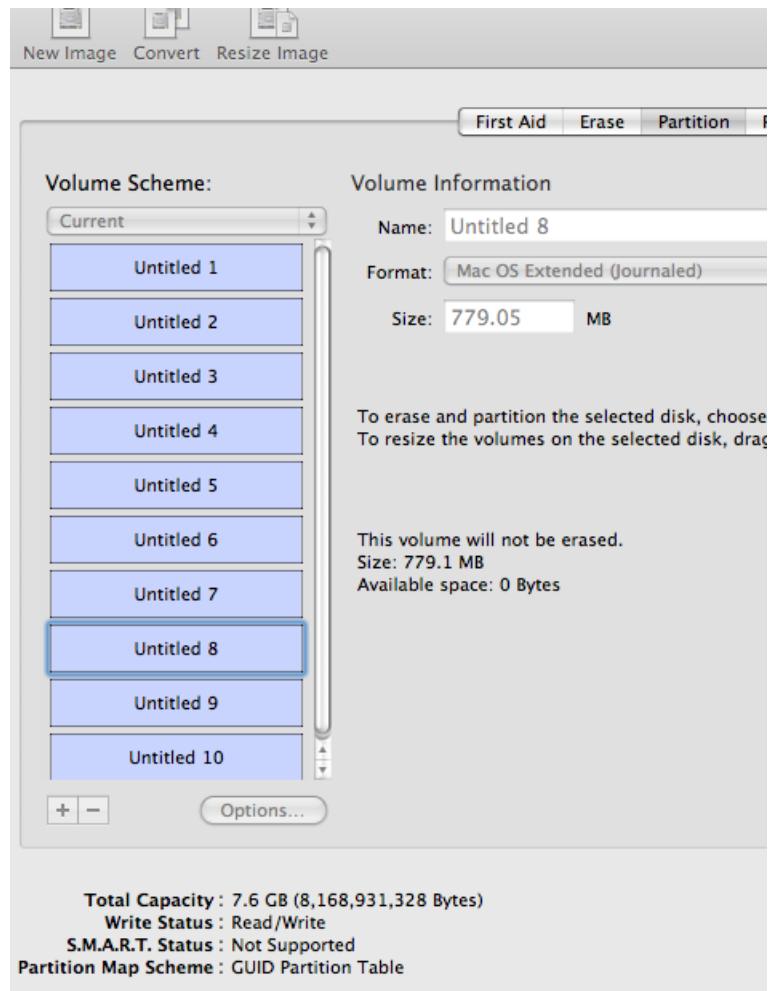 New Image Convert Resize Image
First Aid Erase Partition
Volume Scheme:
Current
Untitled 1
Untitled 2
Untitled 3
Untitled 4
Untitled 5
Untitled 6
Untitled 7
Untitled 8
Untitled 9
Untitled 10
+ −
Options...
Volume Information
Name: Untitled 8
Format: Mac OS Extended (Journaled)
Size: 779.05 MB
To erase and partition the selected disk, choose
To resize the volumes on the selected disk, drag
This volume will not be erased.
Size: 779.1 MB
Available space: 0 Bytes
Total Capacity : 7.6 GB (8,168,931,328 Bytes)
Write Status : Read/Write
S.M.A.R.T. Status : Not Supported
Partition Map Scheme : GUID Partition Table